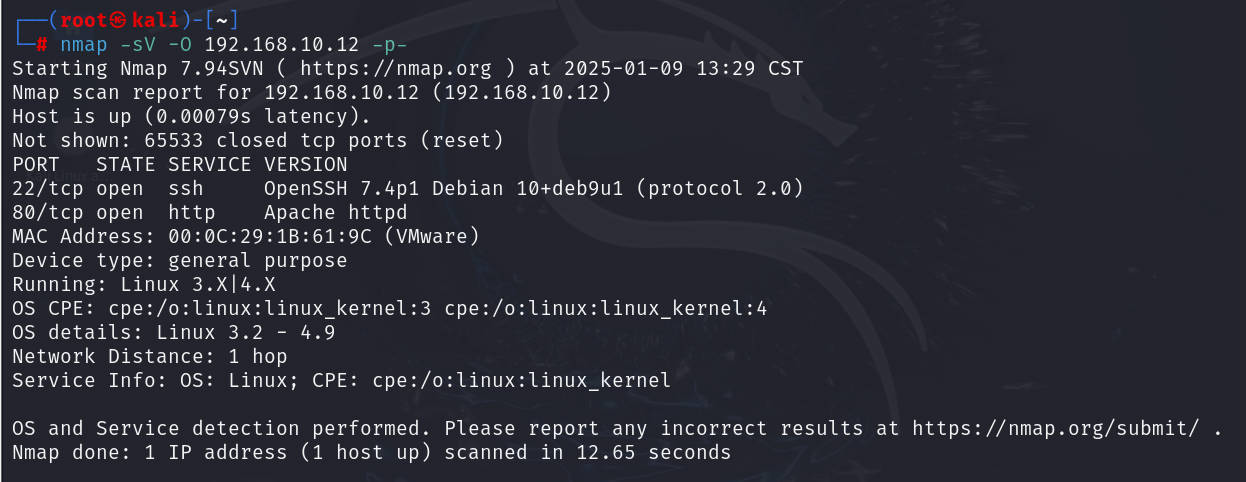 ┌──(root㉿kali)-[~]
└─# nmap -sV -O 192.168.10.12 -p-
Starting Nmap 7.94SVN ( https://nmap.org ) at 2025-01-09 13:29 CST
Nmap scan report for 192.168.10.12 (192.168.10.12)
Host is up (0.00079s latency).
Not shown: 65533 closed tcp ports (reset)
PORT   STATE SERVICE VERSION
22/tcp open  ssh     OpenSSH 7.4p1 Debian 10+deb9u1 (protocol 2.0)
80/tcp open  http    Apache httpd
MAC Address: 00:0C:29:1B:61:9C (VMware)
Device type: general purpose
Running: Linux 3.X|4.X
OS CPE: cpe:/o:linux:linux_kernel:3 cpe:/o:linux:linux_kernel:4
OS details: Linux 3.2 - 4.9
Network Distance: 1 hop
Service Info: OS: Linux; CPE: cpe:/o:linux:linux_kernel

OS and Service detection performed. Please report any incorrect results at https://nmap.org/submit/ .
Nmap done: 1 IP address (1 host up) scanned in 12.65 seconds